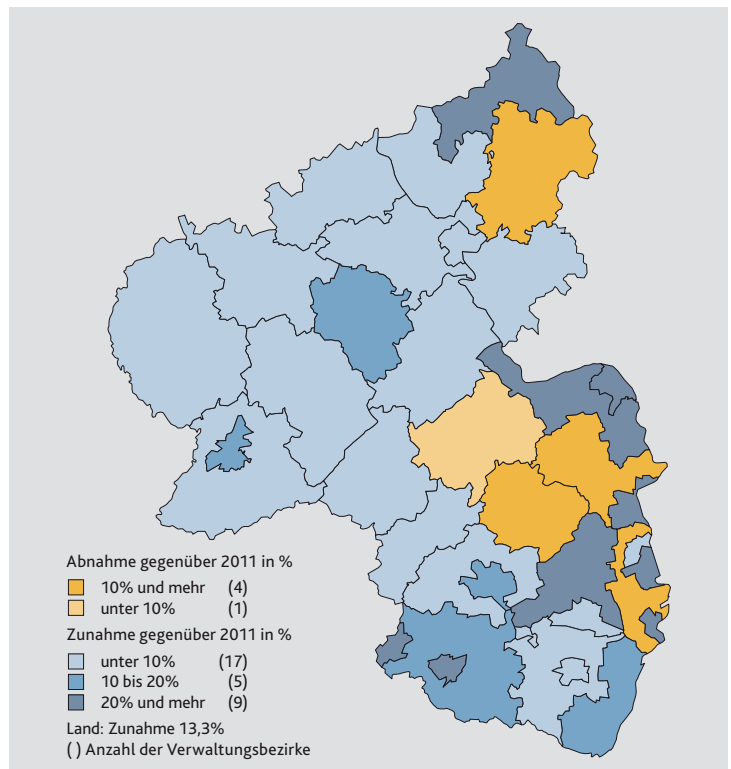 Abnahme gegenüber 2011 in %
10% und mehr (4)
unter 10% (1)
Zunahme gegenüber 2011 in %
unter 10% (17)
10 bis 20% (5)
20% und mehr (9)
Land: Zunahme 13,3%
( ) Anzahl der Verwaltungsbezirke